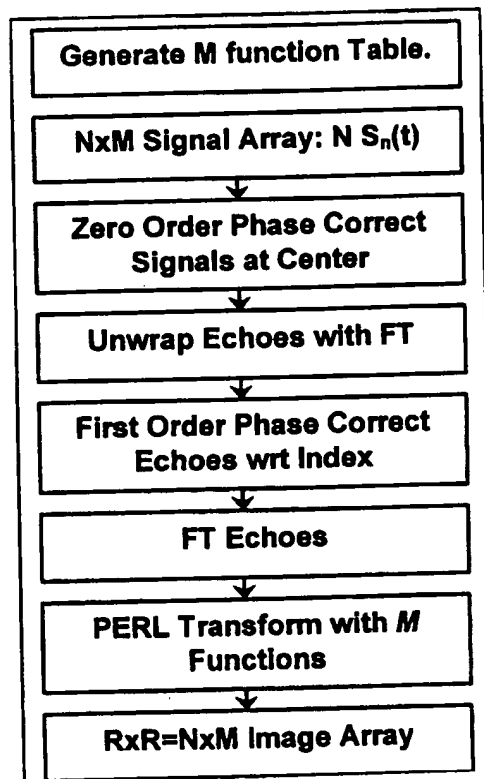 Generate M function Table.
NxM Signal Array: N Sₙ(t)
Zero Order Phase Correct
Signals at Center
Unwrap Echoes with FT
First Order Phase Correct
Echoes wrt Index
FT Echoes
PERL Transform with M
Functions
RxR=NxM Image Array